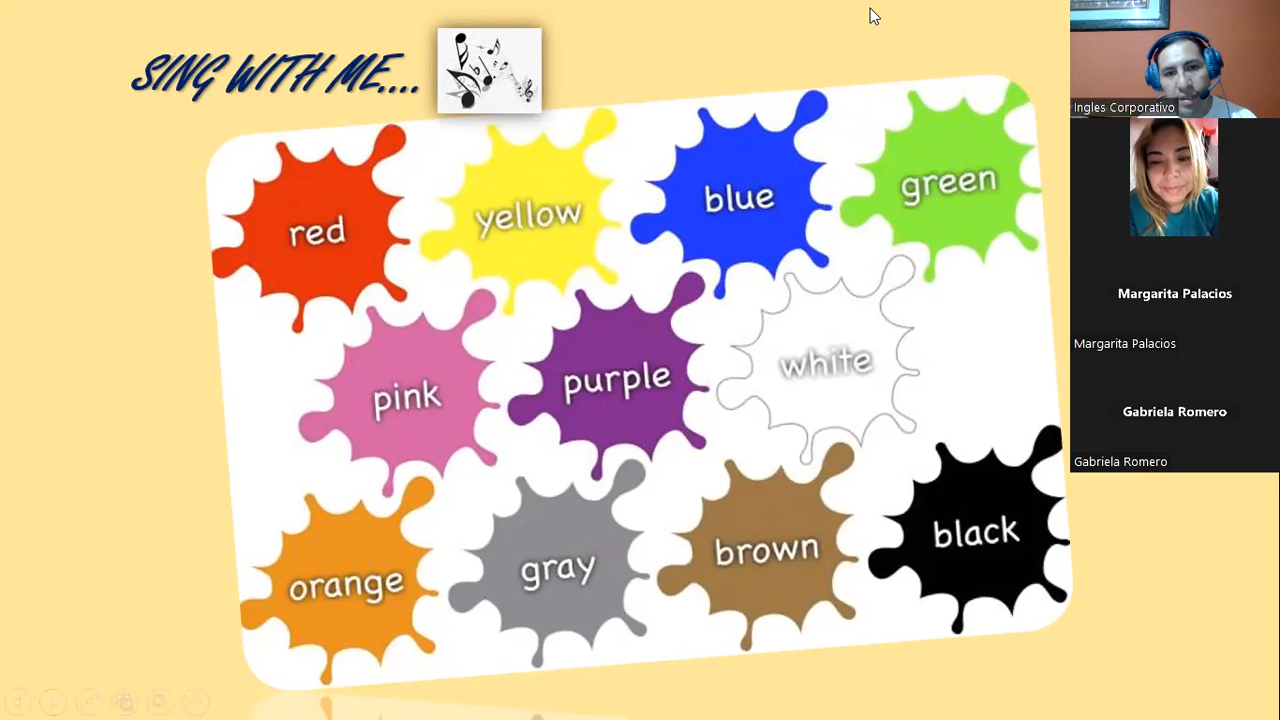 SING WITH ME....
red
yellow
blue
green
pink
purple
white
orange
gray
brown
black
Ingles Corporativo
Margarita Palacios
Margarita Palacios
Gabriela Romero
Gabriela Romero